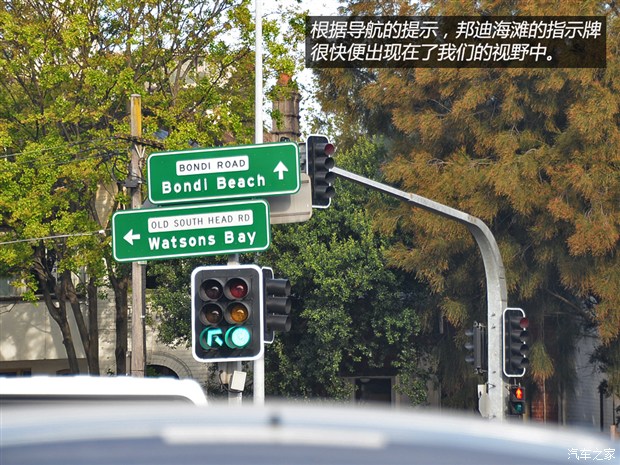 根据导航的提示，邦迪海滩的指示牌
很快便出现在了我们的视野中。
BONDI ROAD
Bondi Beach
OLD SOUTH HEAD RD
Watsons Bay
汽车之家